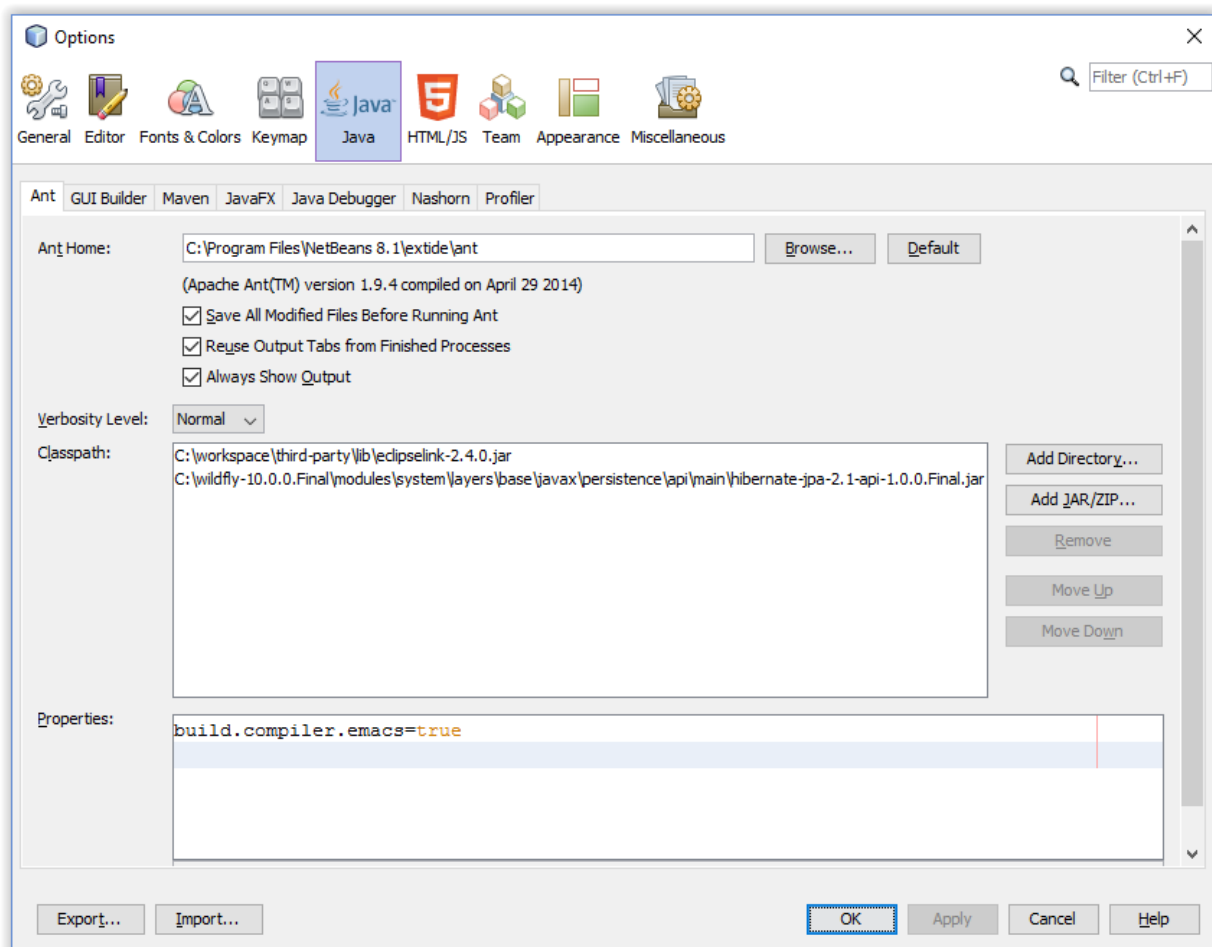 Options
Filter (Ctrl+F)
Java
General Editor Fonts & Colors Keymap Java HTML/JS Team Appearance Miscellaneous
Ant GUI Builder Maven JavaFX Java Debugger Nashorn Profiler
Ant Home: C:\Program Files\NetBeans 8.1\extide\ant Browse... Default
(Apache Ant(TM) version 1.9.4 compiled on April 29 2014)
Save All Modified Files Before Running Ant
Reuse Output Tabs from Finished Processes
Always Show Output
Verbosity Level: Normal
Classpath: C:\workspace\third-party\lib\eclipselink-2.4.0.jar Add Directory...
C:\wildfly-10.0.0.Final\modules\system\layers\base\javax\persistence\api\main\hibernate-jpa-2.1-api-1.0.0.Final.jar
Add JAR/ZIP...
Remove
Move Up
Move Down
Properties: build.compiler.emacs=true
Export... Import... OK Apply Cancel Help